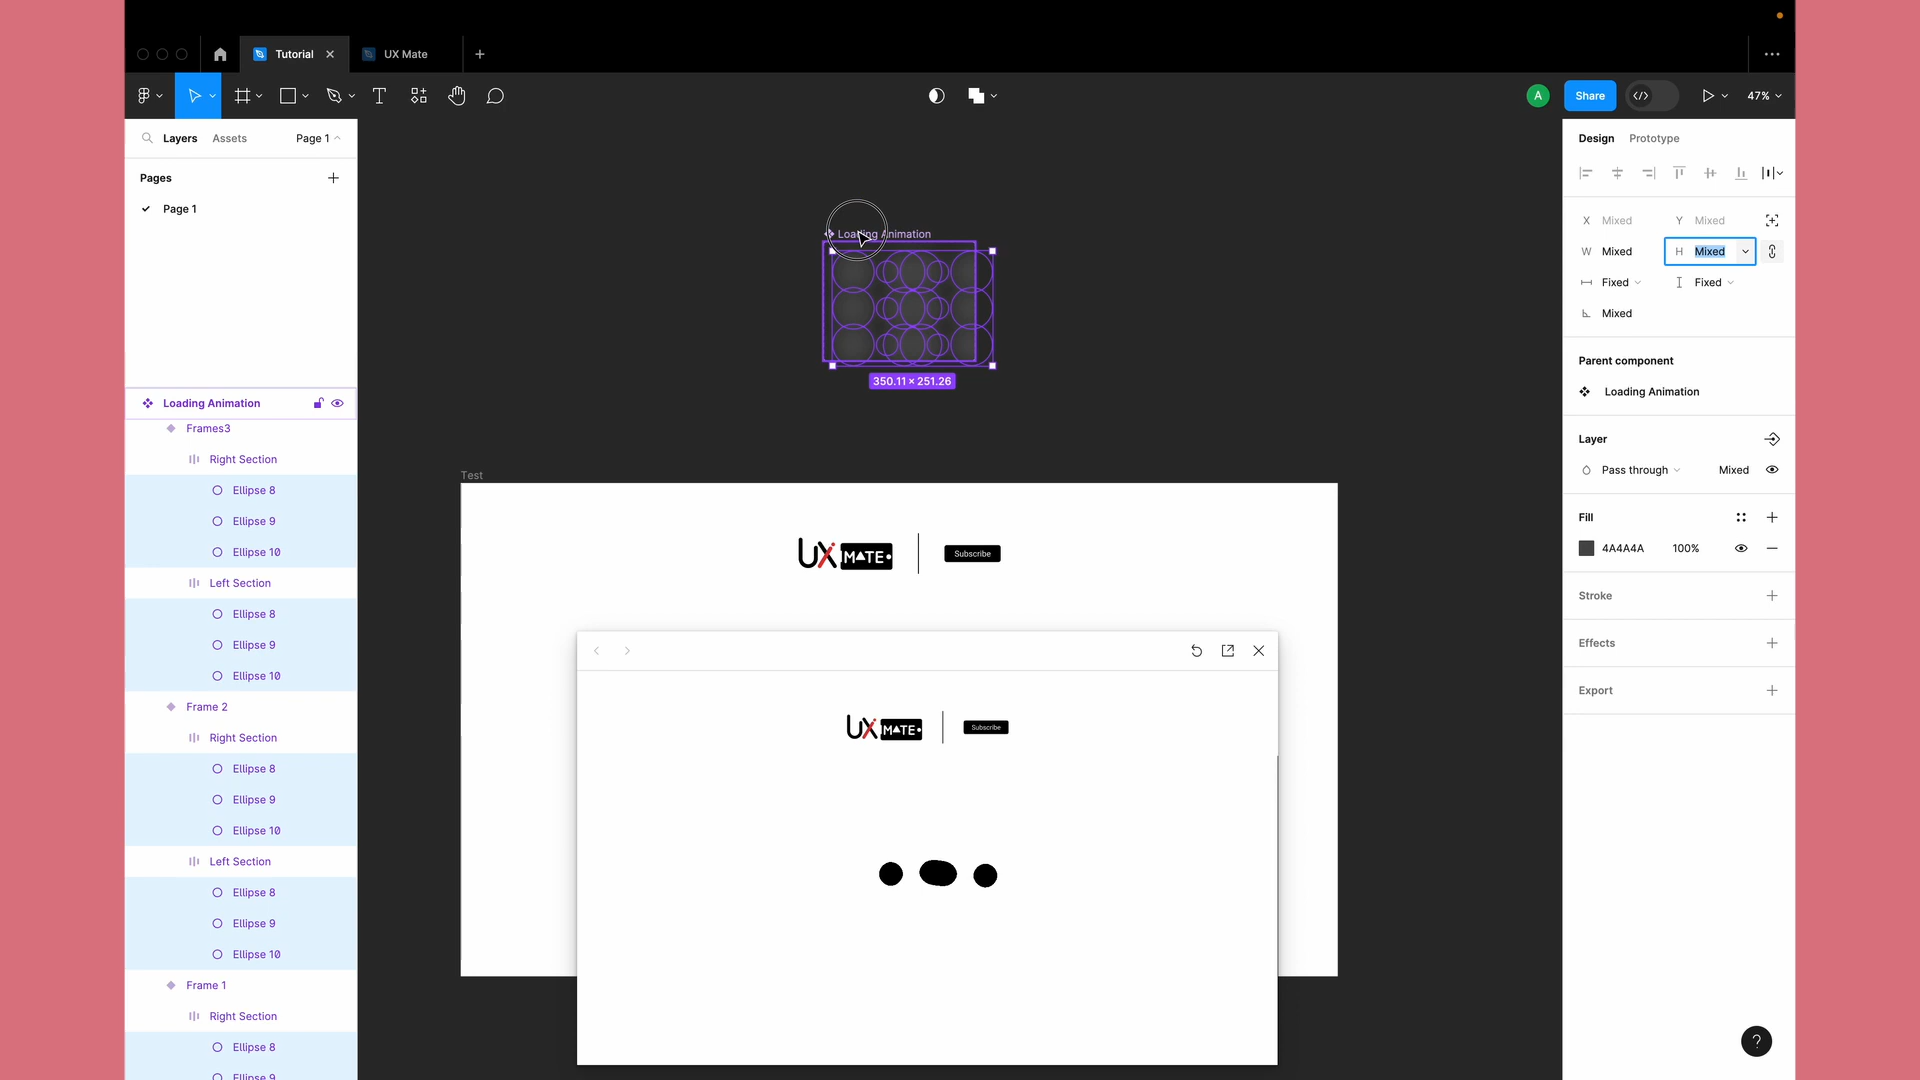 Tutorial
UX Mate
A
Share
47%
Layers
Assets
Page 1
Pages
Page 1
Loading Animation
Frames3
Right Section
Ellipse 8
Ellipse 9
Ellipse 10
Left Section
Ellipse 8
Ellipse 9
Ellipse 10
Frame 2
Right Section
Ellipse 8
Ellipse 9
Ellipse 10
Left Section
Ellipse 8
Ellipse 9
Ellipse 10
Frame 1
Right Section
Ellipse 8
Ellipse 9
Loading Animation
350.11 × 251.26
Test
UX MATE
Subscribe
UX MATE
Subscribe
Design
Prototype
X Mixed
Y Mixed
W Mixed
H Mixed
Fixed
Fixed
Mixed
Parent component
Loading Animation
Layer
Pass through
Mixed
Fill
4A4A4A
100%
Stroke
Effects
Export
?